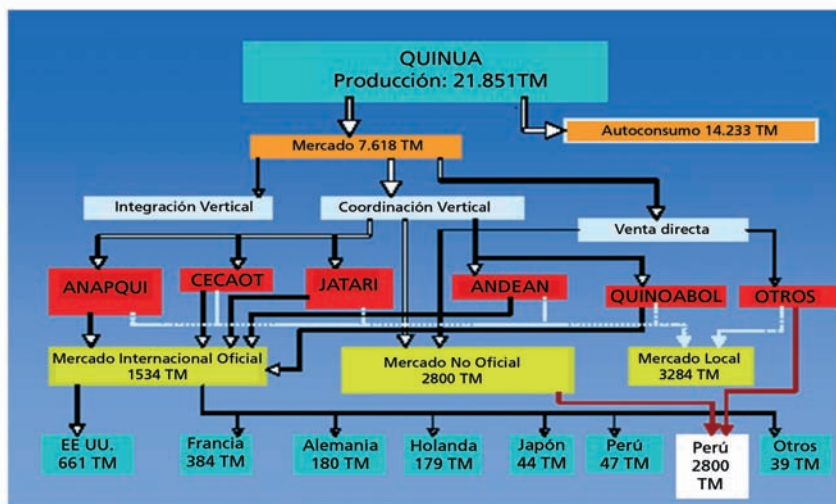 QUINUA
Producción: 21.851TM
Autoconsumo 14.233 TM
Mercado 7.618 TM
Integración Vertical
Coordinación Vertical
Venta directa
ANAPQUI
CECAOT
JATARI
ANDEAN
QUINOABOL
OTROS
Mercado Internacional Oficial
1534 TM
Mercado No Oficial
2800 TM
Mercado Local
3284 TM
EE UU.
661 TM
Francia
384 TM
Alemania
180 TM
Holanda
179 TM
Japón
44 TM
Perú
47 TM
Perú
2800
TM
Otros
39 TM